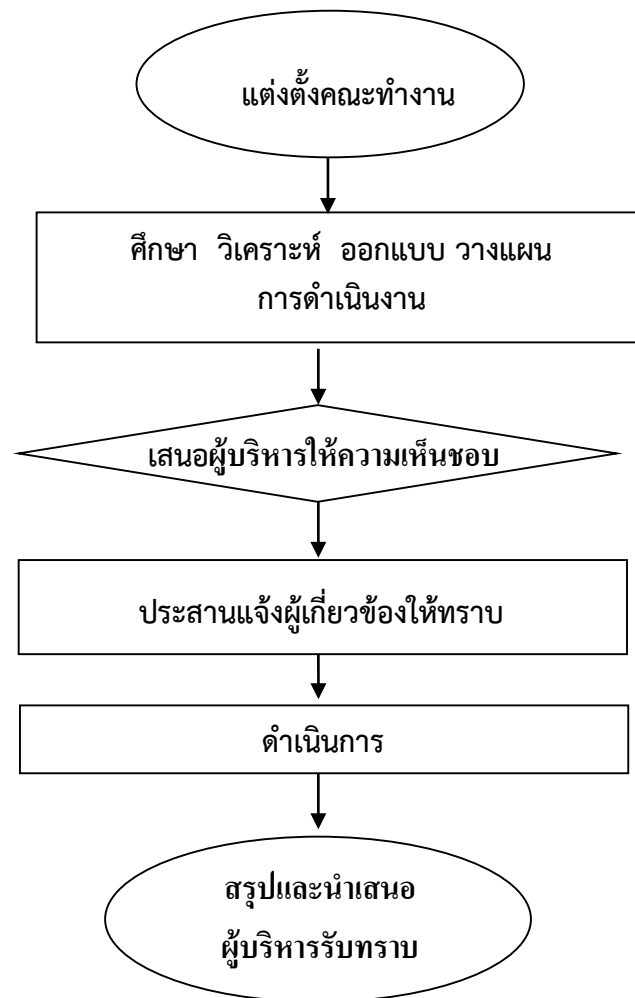 แต่งตั้งคณะทำงาน
ศึกษา วิเคราะห์ ออกแบบ วางแผน
การดำเนินงาน
เสนอผู้บริหารให้ความเห็นชอบ
ประสานแจ้งผู้เกี่ยวข้องให้ทราบ
ดำเนินการ
สรุปและนำเสนอ
ผู้บริหารรับทราบ